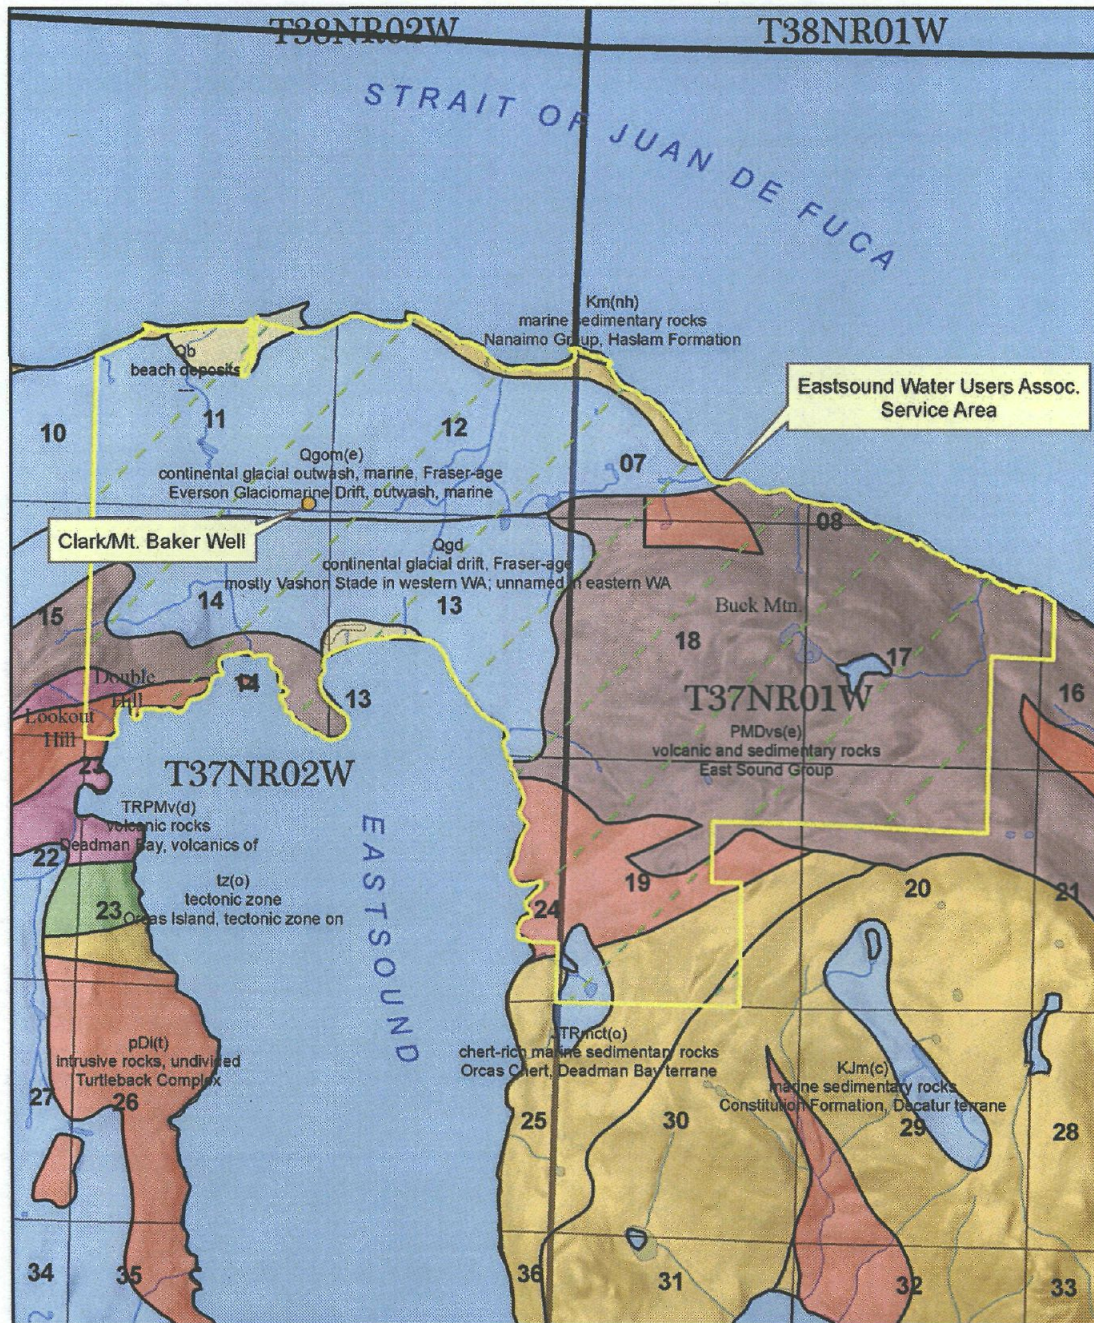 T38NR02W
T38NR01W
STRAIT OF JUAN DE FUCA
Km(nh)
marine sedimentary rocks
Nanaimo Group, Haslam Formation
Qb
beach deposits
---
Eastsound Water Users Assoc.
Service Area
10
11
12
07
08
Qgom(e)
continental glacial outwash, marine, Fraser-age
Everson Glaciomarine Drift, outwash, marine
Clark/Mt. Baker Well
Qgd
continental glacial drift, Fraser-age
mostly Vashon Stade in western WA; unnamed in eastern WA
15
14
13
18
Buck Mtn.
17
16
Double
Hill
14
13
Lookout
Hill
T37NR01W
PMDvs(e)
volcanic and sedimentary rocks
East Sound Group
23
T37NR02W
TRPMv(d)
volcanic rocks
Deadman Bay, volcanics of
22
EASTSOUND
tz(o)
tectonic zone
Orcas Island, tectonic zone on
23
24
19
20
21
pDi(t)
intrusive rocks, undivided
Turtleback Complex
TRmct(o)
chert-rich marine sedimentary rocks
Orcas Chert, Deadman Bay terrane
KJm(c)
marine sedimentary rocks
Constitution Formation, Decatur terrane
27
26
25
30
29
28
34
35
36
31
32
33